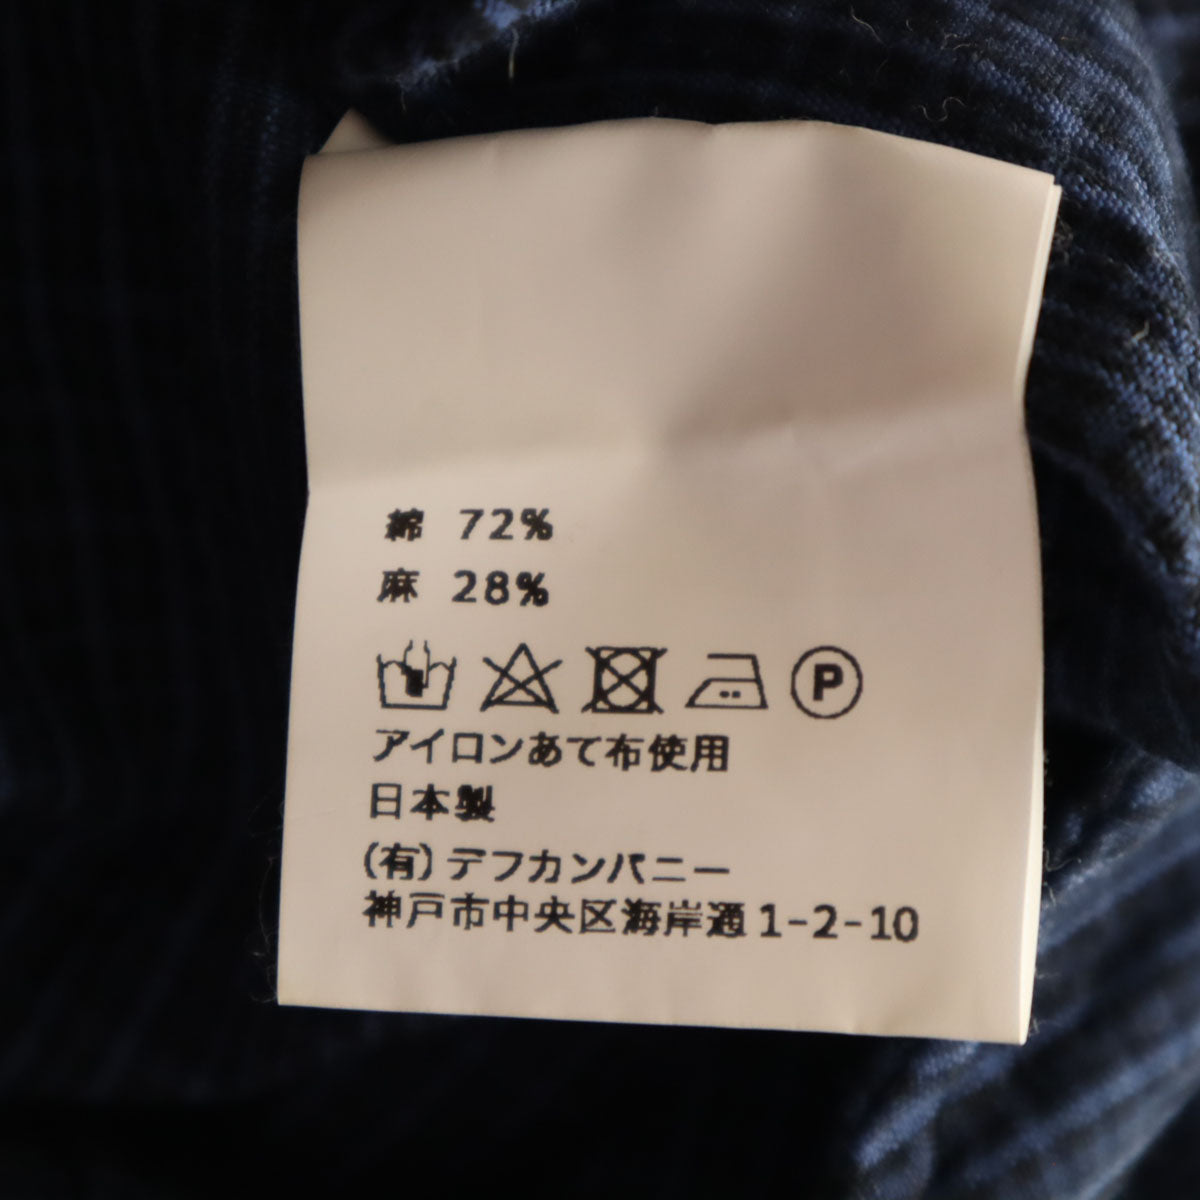 綿 72%
麻 28%
P
アイロンあて布使用
日本製
(有)デフカンパニー
神戸市中央区海岸通1-2-10